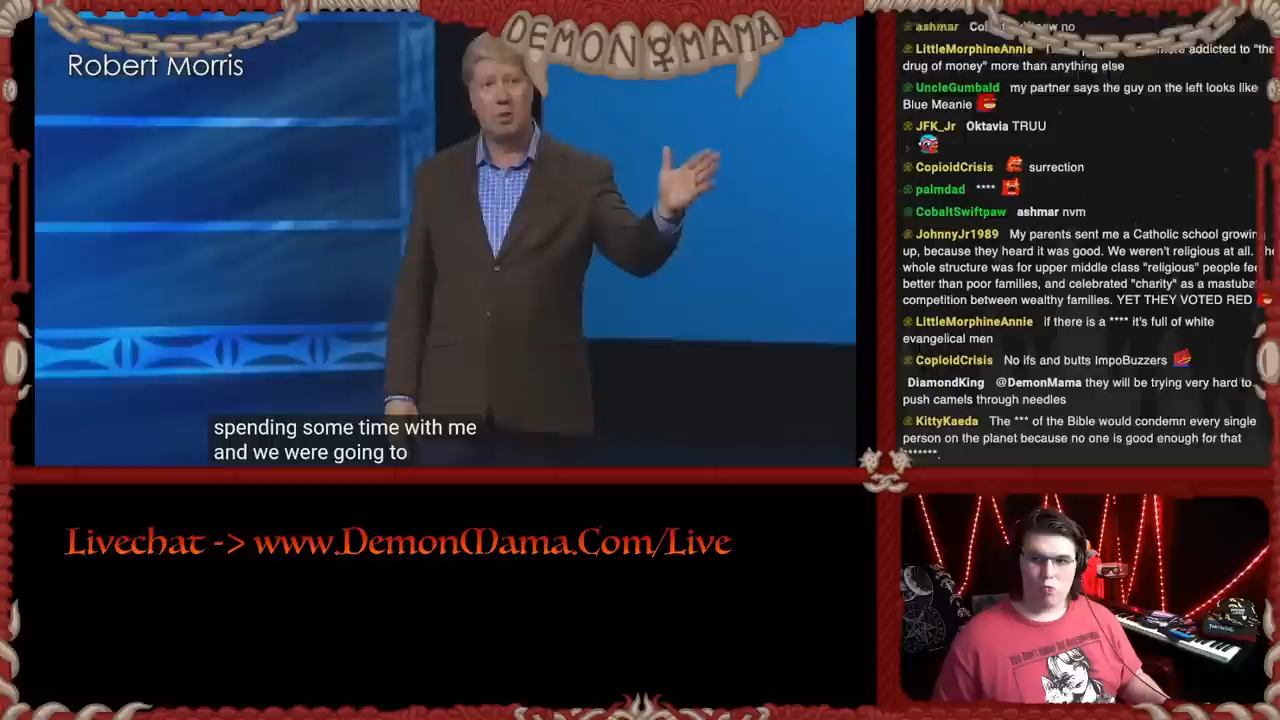 Robert Morris
DEMON MAMA
spending some time with me
and we were going to
Livechat -> www.DemonMama.Com/Live
ashmar no
LittleMorphineAnnie addicted to "the
drug of money" more than anything else
UncleGumbald my partner says the guy on the left looks like
Blue Meanie
JFK_Jr Oktavia TRUU
CopioidCrisis surrection
palmdad ****
CobaltSwiftpaw ashmar nvm
JohnnyJr1989 My parents sent me a Catholic school growin
up, because they heard it was good. We weren't religious at all.
whole structure was for upper middle class "religious" people fee
better than poor families, and celebrated "charity" as a mastubat
competition between wealthy families. YET THEY VOTED RED
LittleMorphineAnnie if there is a **** it's full of white
evangelical men
CopioidCrisis No ifs and butts ImpoBuzzers
DiamondKing @DemonMama they will be trying very hard to
push camels through needles
KittyKaeda The *** of the Bible would condemn every single
person on the planet because no one is good enough for that
*******.